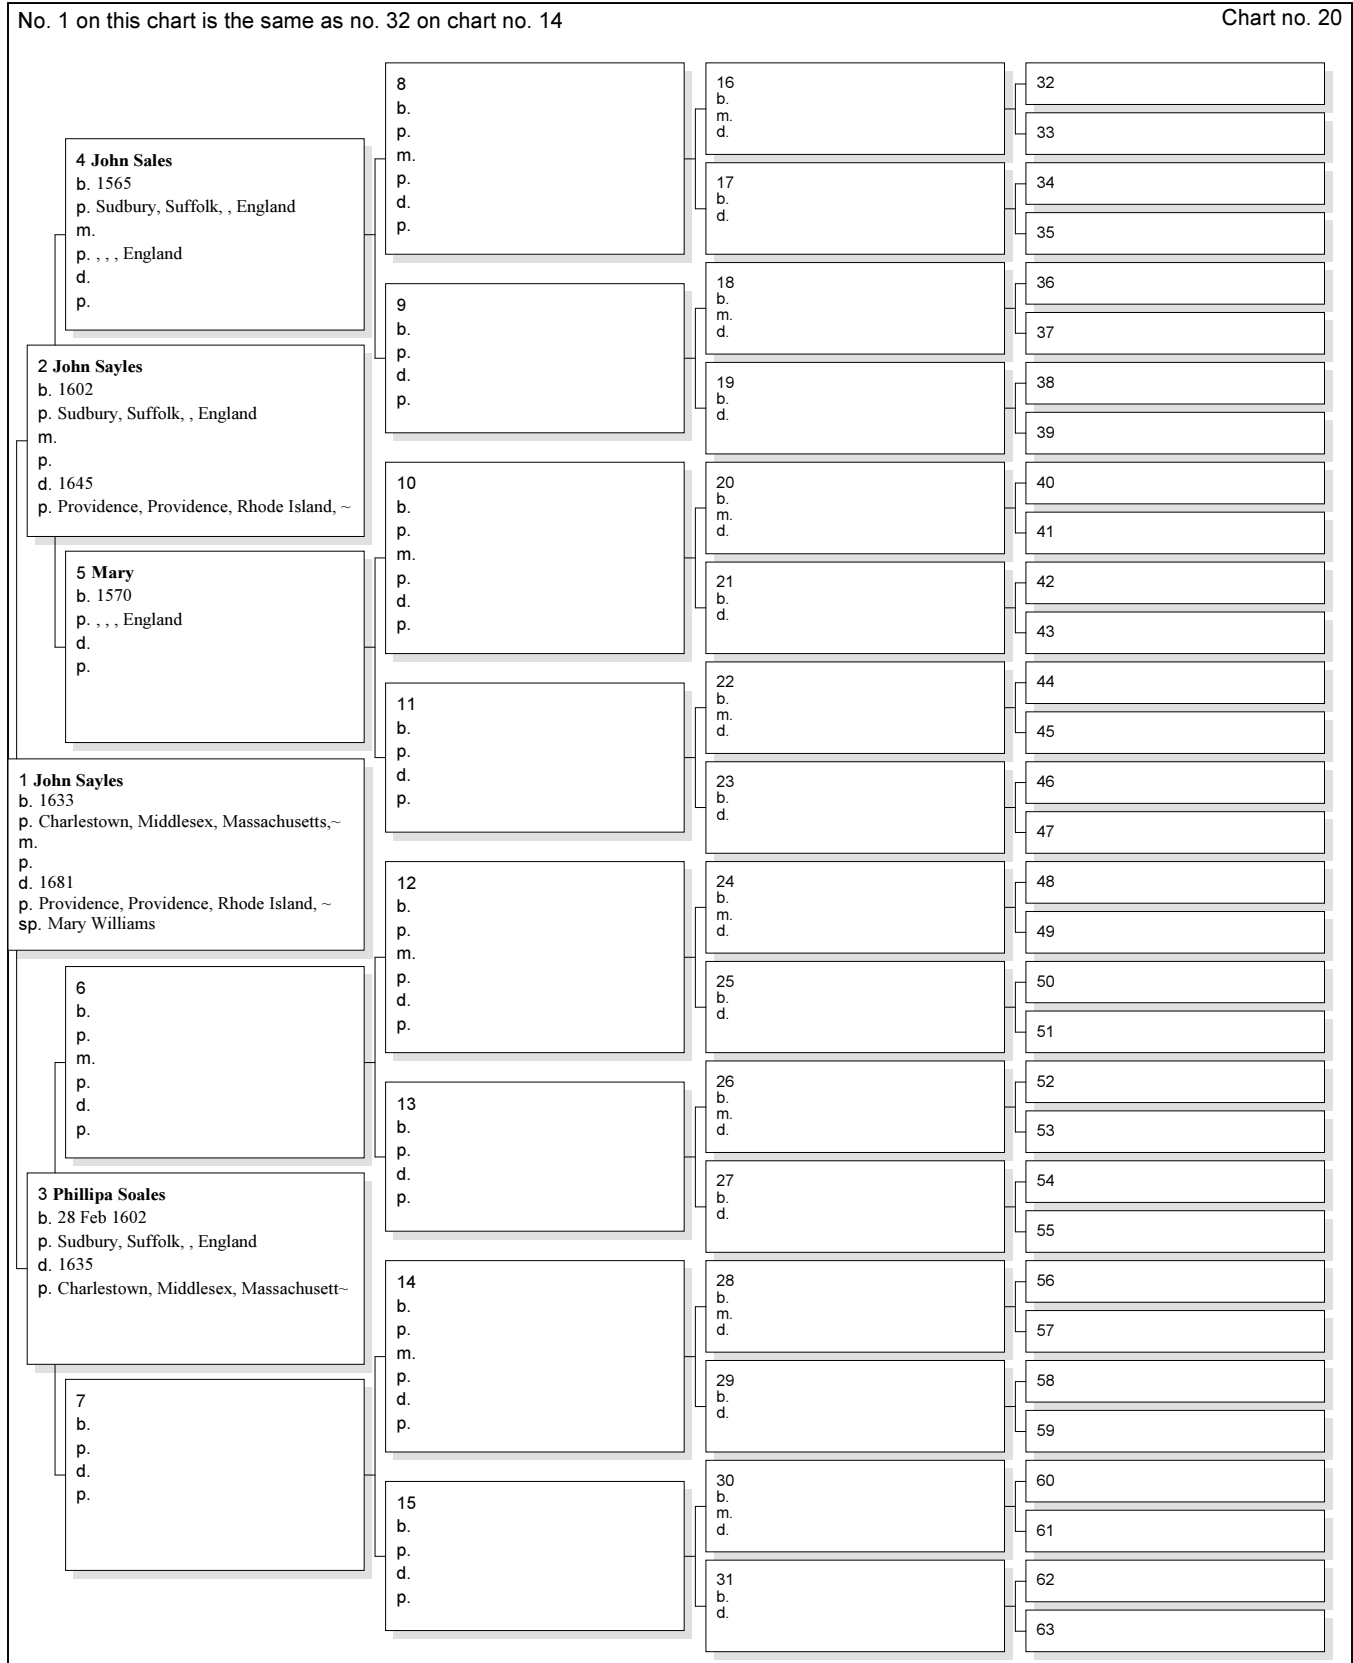 No. 1 on this chart is the same as no. 32 on chart no. 14
Chart no. 20
4 John Sales
b. 1565
p. Sudbury, Suffolk, , England
m.
p. , , , England
d.
p.
2 John Sayles
b. 1602
p. Sudbury, Suffolk, , England
m.
p.
d. 1645
p. Providence, Providence, Rhode Island, ~
5 Mary
b. 1570
p. , , , England
d.
p.
1 John Sayles
b. 1633
p. Charlestown, Middlesex, Massachusetts,~
m.
p.
d. 1681
p. Providence, Providence, Rhode Island, ~
sp. Mary Williams
6
b.
p.
m.
p.
d.
p.
3 Phillipa Soales
b. 28 Feb 1602
p. Sudbury, Suffolk, , England
d. 1635
p. Charlestown, Middlesex, Massachusett~
7
b.
p.
d.
p.
8
b.
p.
m.
p.
d.
p.
9
b.
p.
d.
p.
10
b.
p.
m.
p.
d.
p.
11
b.
p.
d.
p.
12
b.
p.
m.
p.
d.
p.
13
b.
p.
d.
p.
14
b.
p.
m.
p.
d.
p.
15
b.
p.
d.
p.
16
b.
m.
d.
17
b.
d.
18
b.
m.
d.
19
b.
d.
20
b.
m.
d.
21
b.
d.
22
b.
m.
d.
23
b.
d.
24
b.
m.
d.
25
b.
d.
26
b.
m.
d.
27
b.
d.
28
b.
m.
d.
29
b.
d.
30
b.
m.
d.
31
b.
d.
32
33
34
35
36
37
38
39
40
41
42
43
44
45
46
47
48
49
50
51
52
53
54
55
56
57
58
59
60
61
62
63